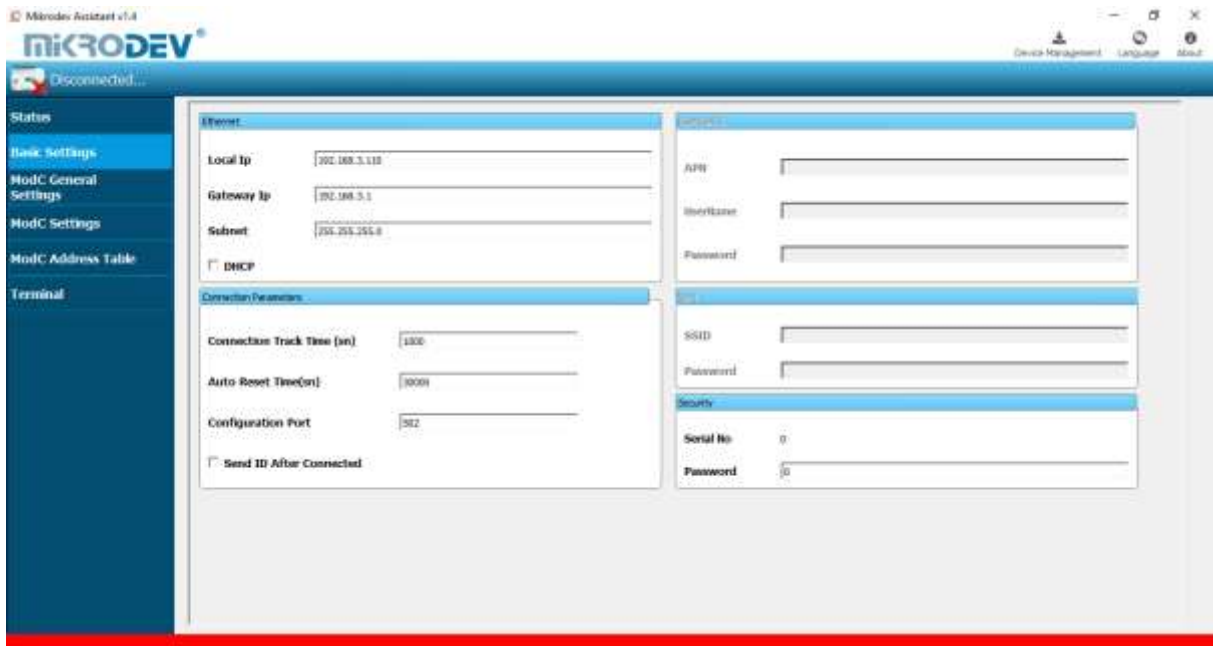 Mikrodev Assistant v1.4
MiKRODEV®
Device Management
Language
About
Disconnected...
Status
Basic Settings
ModC General
Settings
ModC Settings
ModC Address Table
Terminal
Ethernet
Local Ip 192.168.3.110
Gateway Ip 192.168.3.1
Subnet 255.255.255.0
DHCP
Connection Parameters
Connection Track Time (sn) 1000
Auto Reset Time(sn)
Configuration Port 502
Send ID After Connected
APN
UserName
Password
SSID
Password
Security
Serial No 0
Password 0